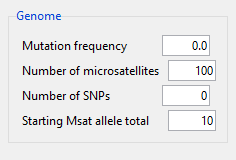 Genome
Mutation frequency 0.0
Number of microsatellites 100
Number of SNPs 0
Starting Msat allele total 10